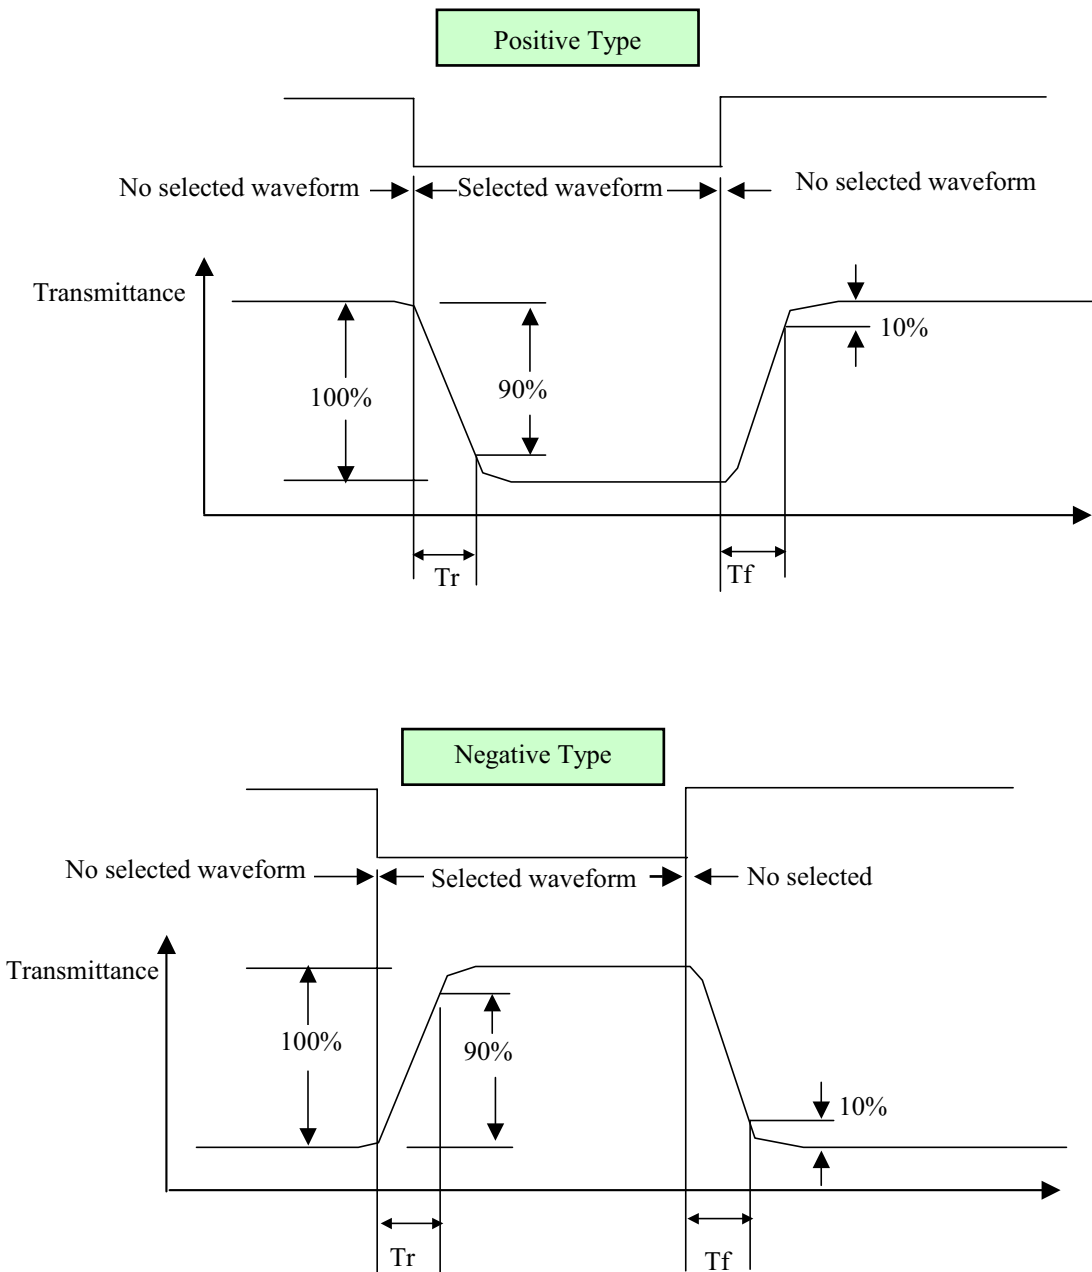 Positive Type
No selected waveform
Selected waveform
No selected waveform
Transmittance
10%
100%
90%
Tr
Tf
Negative Type
No selected waveform
Selected waveform
No selected
Transmittance
100%
90%
10%
Tr
Tf